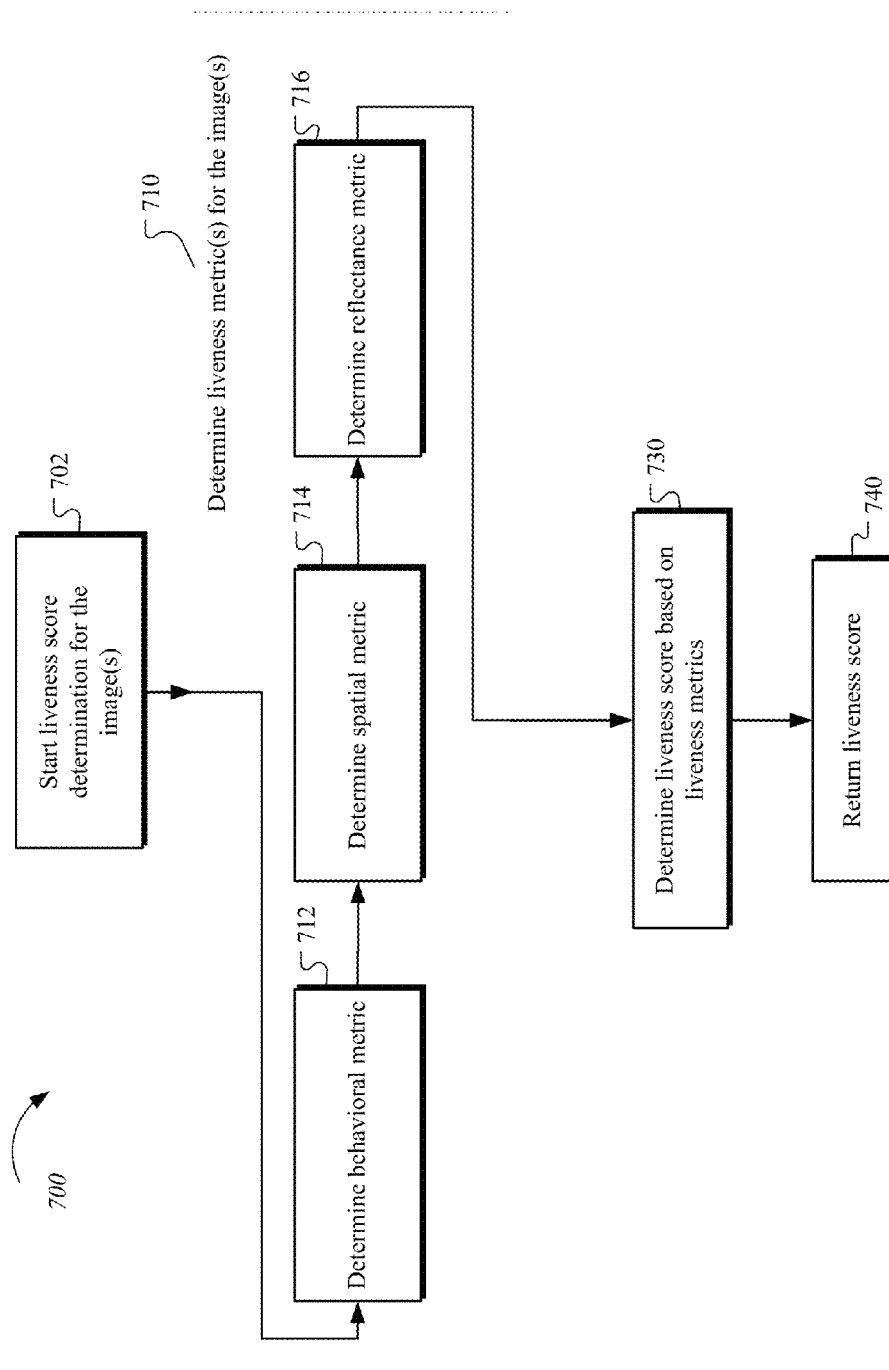 700
Start liveness score
determination for the
image(s)
702
710
Determine liveness metric(s) for the image(s)
Determine behavioral metric
712
Determine spatial metric
714
Determine reflectance metric
716
Determine liveness score based on
liveness metrics
730
Return liveness score
740